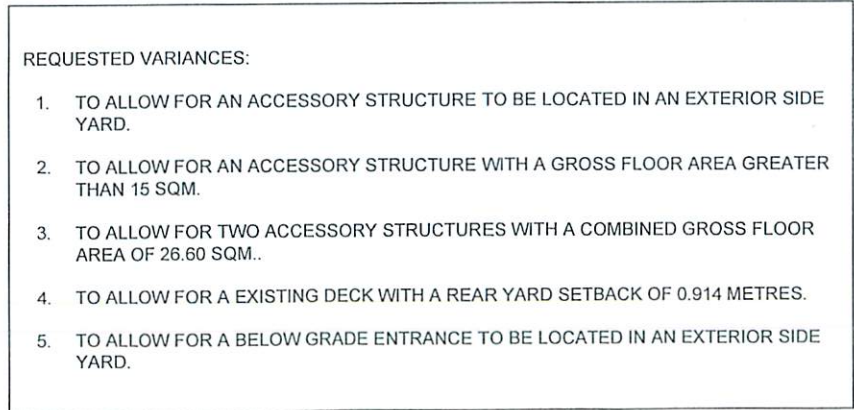 REQUESTED VARIANCES:
1. TO ALLOW FOR AN ACCESSORY STRUCTURE TO BE LOCATED IN AN EXTERIOR SIDE
YARD.
2. TO ALLOW FOR AN ACCESSORY STRUCTURE WITH A GROSS FLOOR AREA GREATER
THAN 15 SQM.
3. TO ALLOW FOR TWO ACCESSORY STRUCTURES WITH A COMBINED GROSS FLOOR
AREA OF 26.60 SQM..
4. TO ALLOW FOR A EXISTING DECK WITH A REAR YARD SETBACK OF 0.914 METRES.
5. TO ALLOW FOR A BELOW GRADE ENTRANCE TO BE LOCATED IN AN EXTERIOR SIDE
YARD.